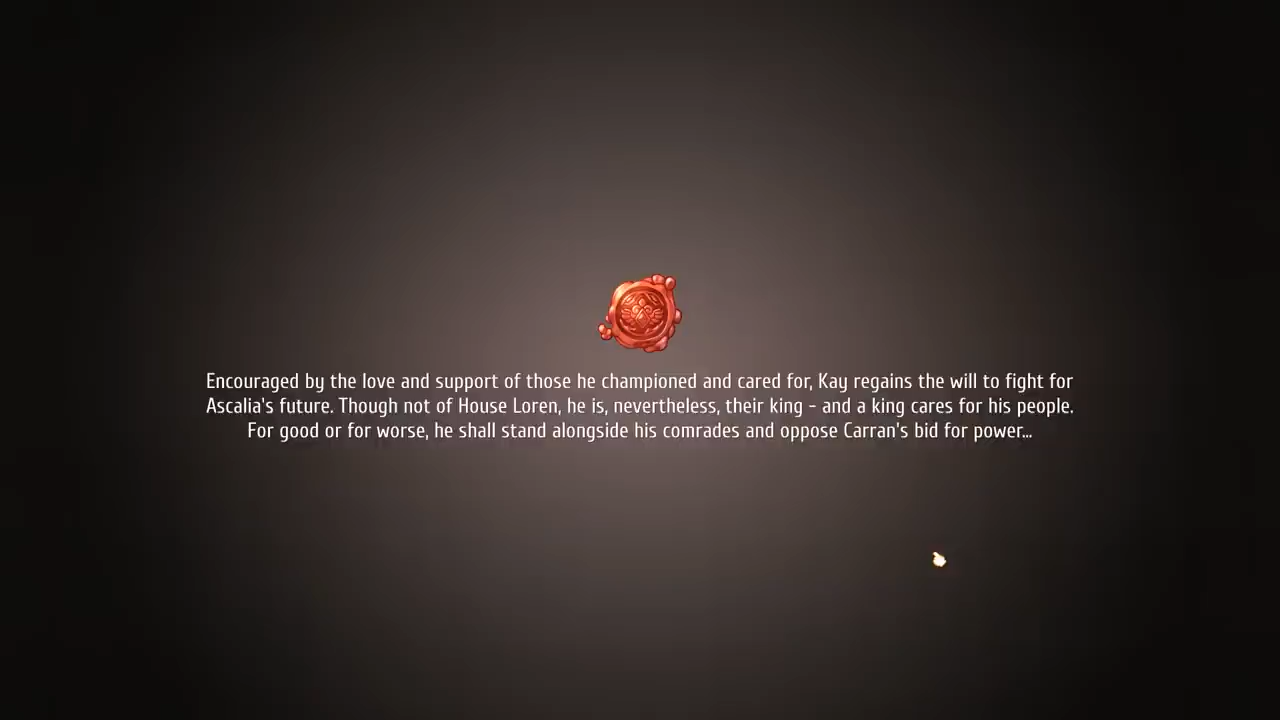 Encouraged by the love and support of those he championed and cared for, Kay regains the will to fight for
Ascalia's future. Though not of House Loren, he is, nevertheless, their king - and a king cares for his people.
For good or for worse, he shall stand alongside his comrades and oppose Carran's bid for power...